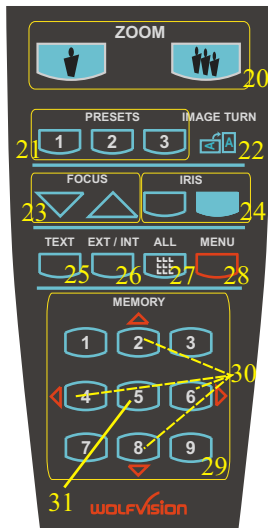 ZOOM
20
PRESETS
IMAGE TURN
21 1 2 3 A A 22
FOCUS IRIS
23 24
TEXT EXT / INT ALL MENU
25 26 27 28
MEMORY
1 2 3
30
4 5 6
7 8 9
29
31
WOLFVISION